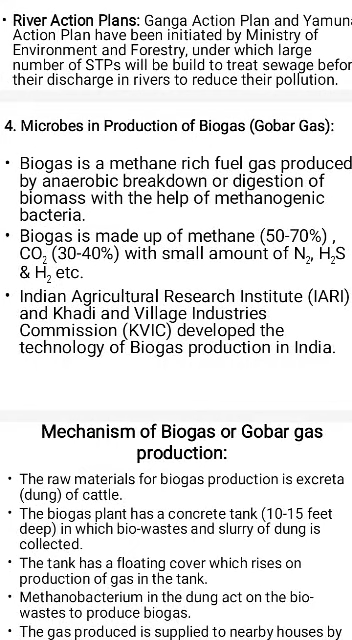 • River Action Plans: Ganga Action Plan and Yamuna
Action Plan have been initiated by Ministry of
Environment and Forestry, under which large
number of STPs will be build to treat sewage befor
their discharge in rivers to reduce their pollution.
4. Microbes in Production of Biogas (Gobar Gas):
• Biogas is a methane rich fuel gas produced
by anaerobic breakdown or digestion of
biomass with the help of methanogenic
bacteria.
• Biogas is made up of methane (50-70%) ,
CO₂ (30-40%) with small amount of N₂, H₂S
& H₂ etc.
• Indian Agricultural Research Institute (IARI)
and Khadi and Village Industries
Commission (KVIC) developed the
technology of Biogas production in India.
Mechanism of Biogas or Gobar gas
production:
• The raw materials for biogas production is excreta
(dung) of cattle.
• The biogas plant has a concrete tank (10-15 feet
deep) in which bio-wastes and slurry of dung is
collected.
• The tank has a floating cover which rises on
production of gas in the tank.
• Methanobacterium in the dung act on the bio-
wastes to produce biogas.
• The gas produced is supplied to nearby houses by